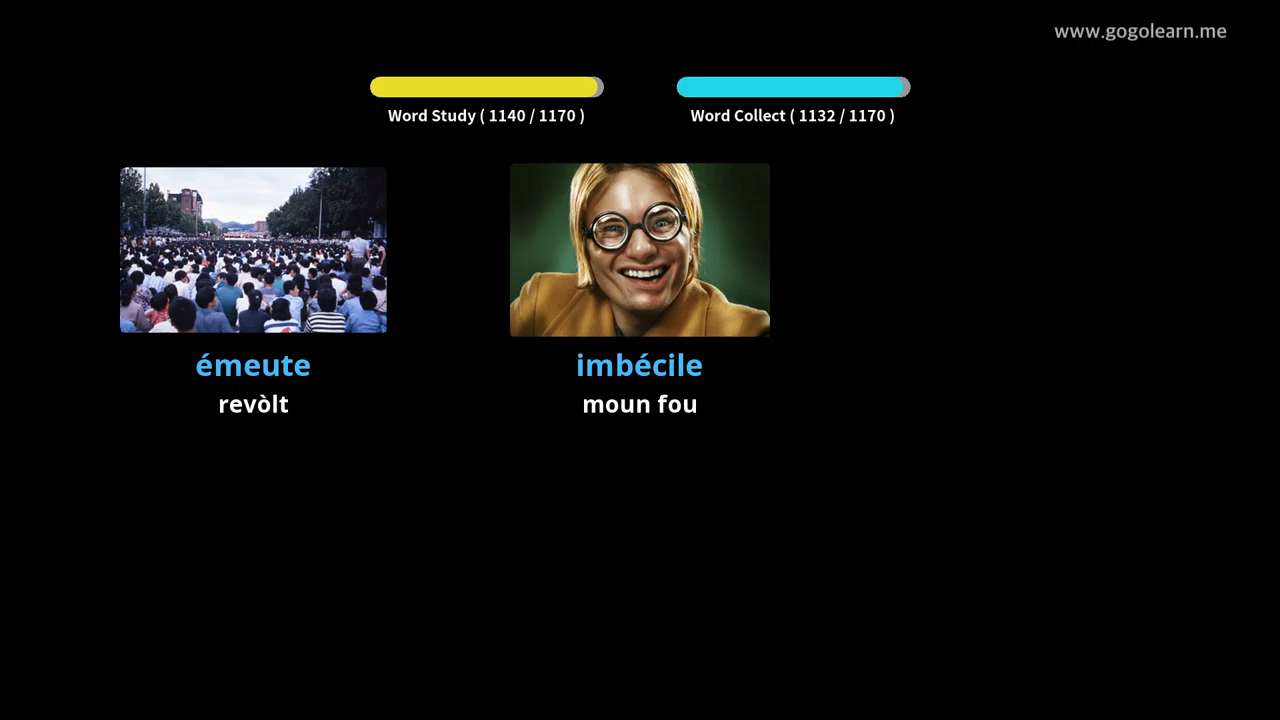 www.gogolearn.me
Word Study ( 1140 / 1170 )
Word Collect ( 1132 / 1170 )
émeute
revòlt
imbécile
moun fou